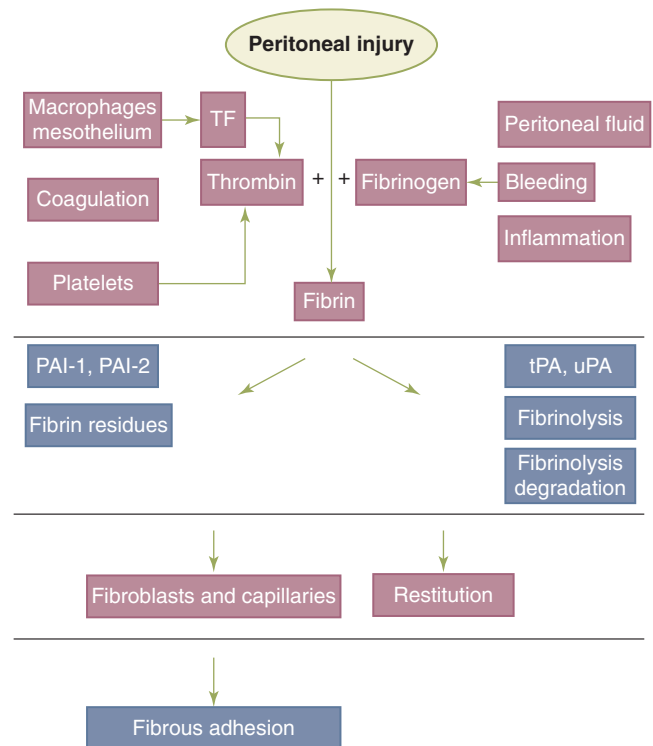 Peritoneal injury
Macrophages
mesothelium
TF
Peritoneal fluid
Thrombin
+ +
Fibrinogen
Bleeding
Coagulation
Inflammation
Platelets
Fibrin
PAI-1, PAI-2
tPA, uPA
Fibrin residues
Fibrinolysis
Fibrinolysis
degradation
Fibroblasts and capillaries
Restitution
Fibrous adhesion